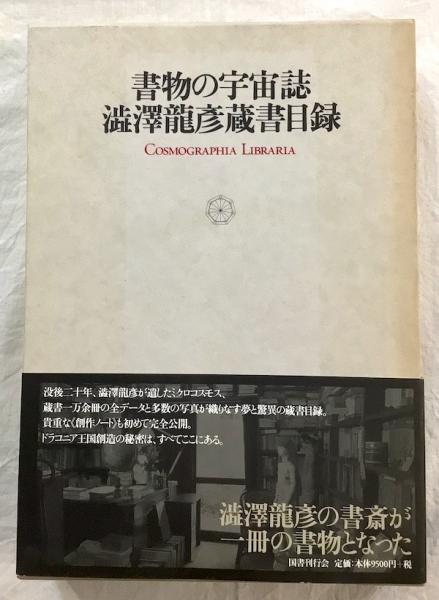 書物の宇宙誌
澁澤龍彥蔵書目録
COSMOGRAPHIA LIBRARIA
没後二十年、澁澤龍彥が遺したミクロコスモス、
蔵書一万余冊の全データと多数の写真が織りなす夢と驚異の蔵書目録。
貴重な〈創作ノート〉も初めて完全公開。
ドラコニア王国創造の秘密は、すべてここにある。
澁澤龍彥の書斎が
一冊の書物となった
国書刊行会 定価:本体9500円+税